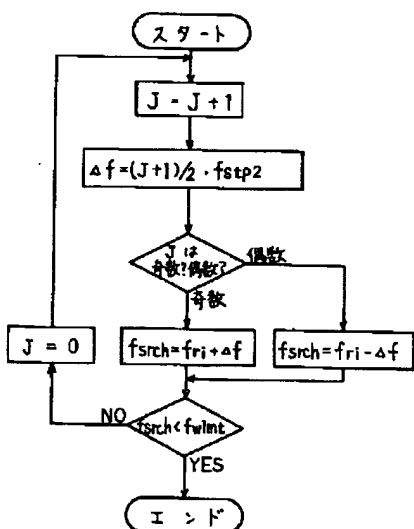 スタート
J = J + 1
Δf=(J+1)/2・fstp2
Jは
奇数?偶数?
偶数
奇数
J = 0
fsrch=fri+Δf
fsrch=fri-Δf
NO
fsrch<fwlmt
YES
エンド